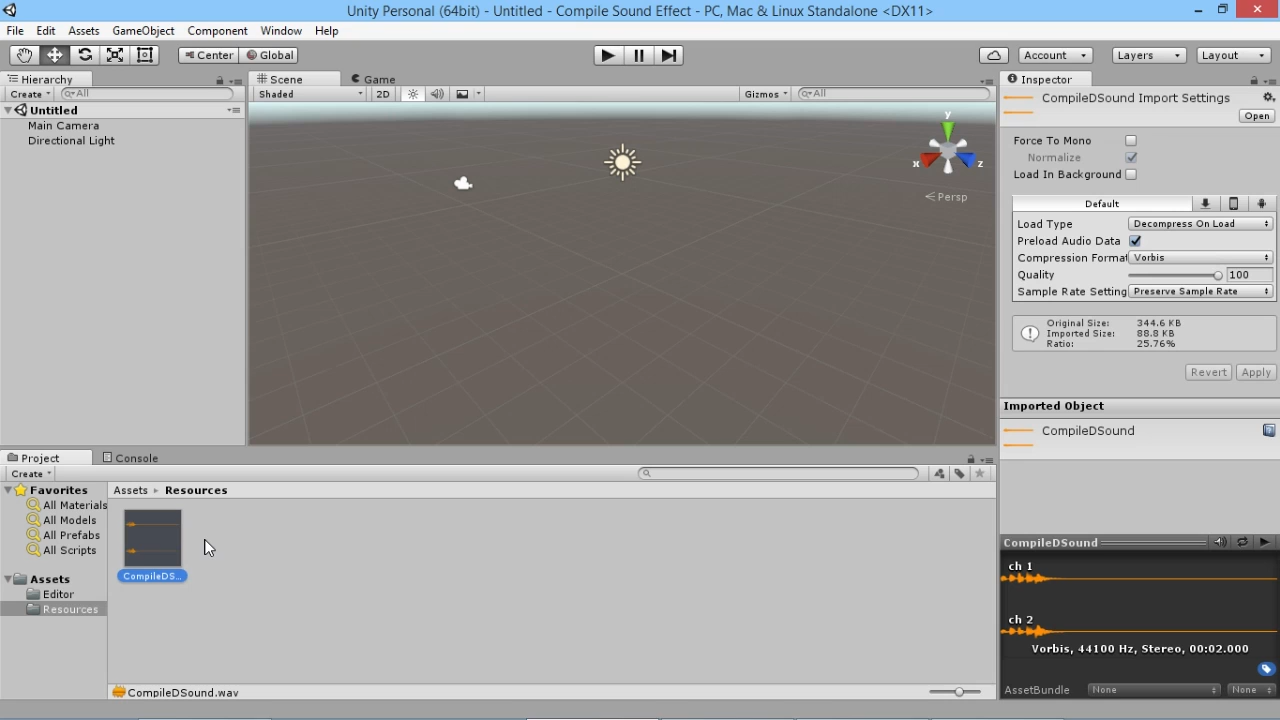 Unity Personal (64bit) - Untitled - Compile Sound Effect - PC, Mac & Linux Standalone <DX11>
File Edit Assets GameObject Component Window Help
Center Global Account Layers Layout
Hierarchy
Create All
Untitled
Main Camera
Directional Light
Scene Game
Shaded 2D Gizmos All
y
x z
Persp
Inspector
CompileDSound Import Settings
Open
Force To Mono
Normalize
Load In Background
Default
Load Type Decompress On Load
Preload Audio Data
Compression Format Vorbis
Quality 100
Sample Rate Setting Preserve Sample Rate
Original Size: 344.6 KB
Imported Size: 88.8 KB
Ratio: 25.76%
Revert Apply
Imported Object
CompileDSound
Project Console
Create
Favorites
All Materials
All Models
All Prefabs
All Scripts
Assets
Editor
Resources
Assets Resources
CompileDS...
CompileDSound.wav
CompileDSound
ch 1
ch 2
Vorbis, 44100 Hz, Stereo, 00:02.000
AssetBundle None None